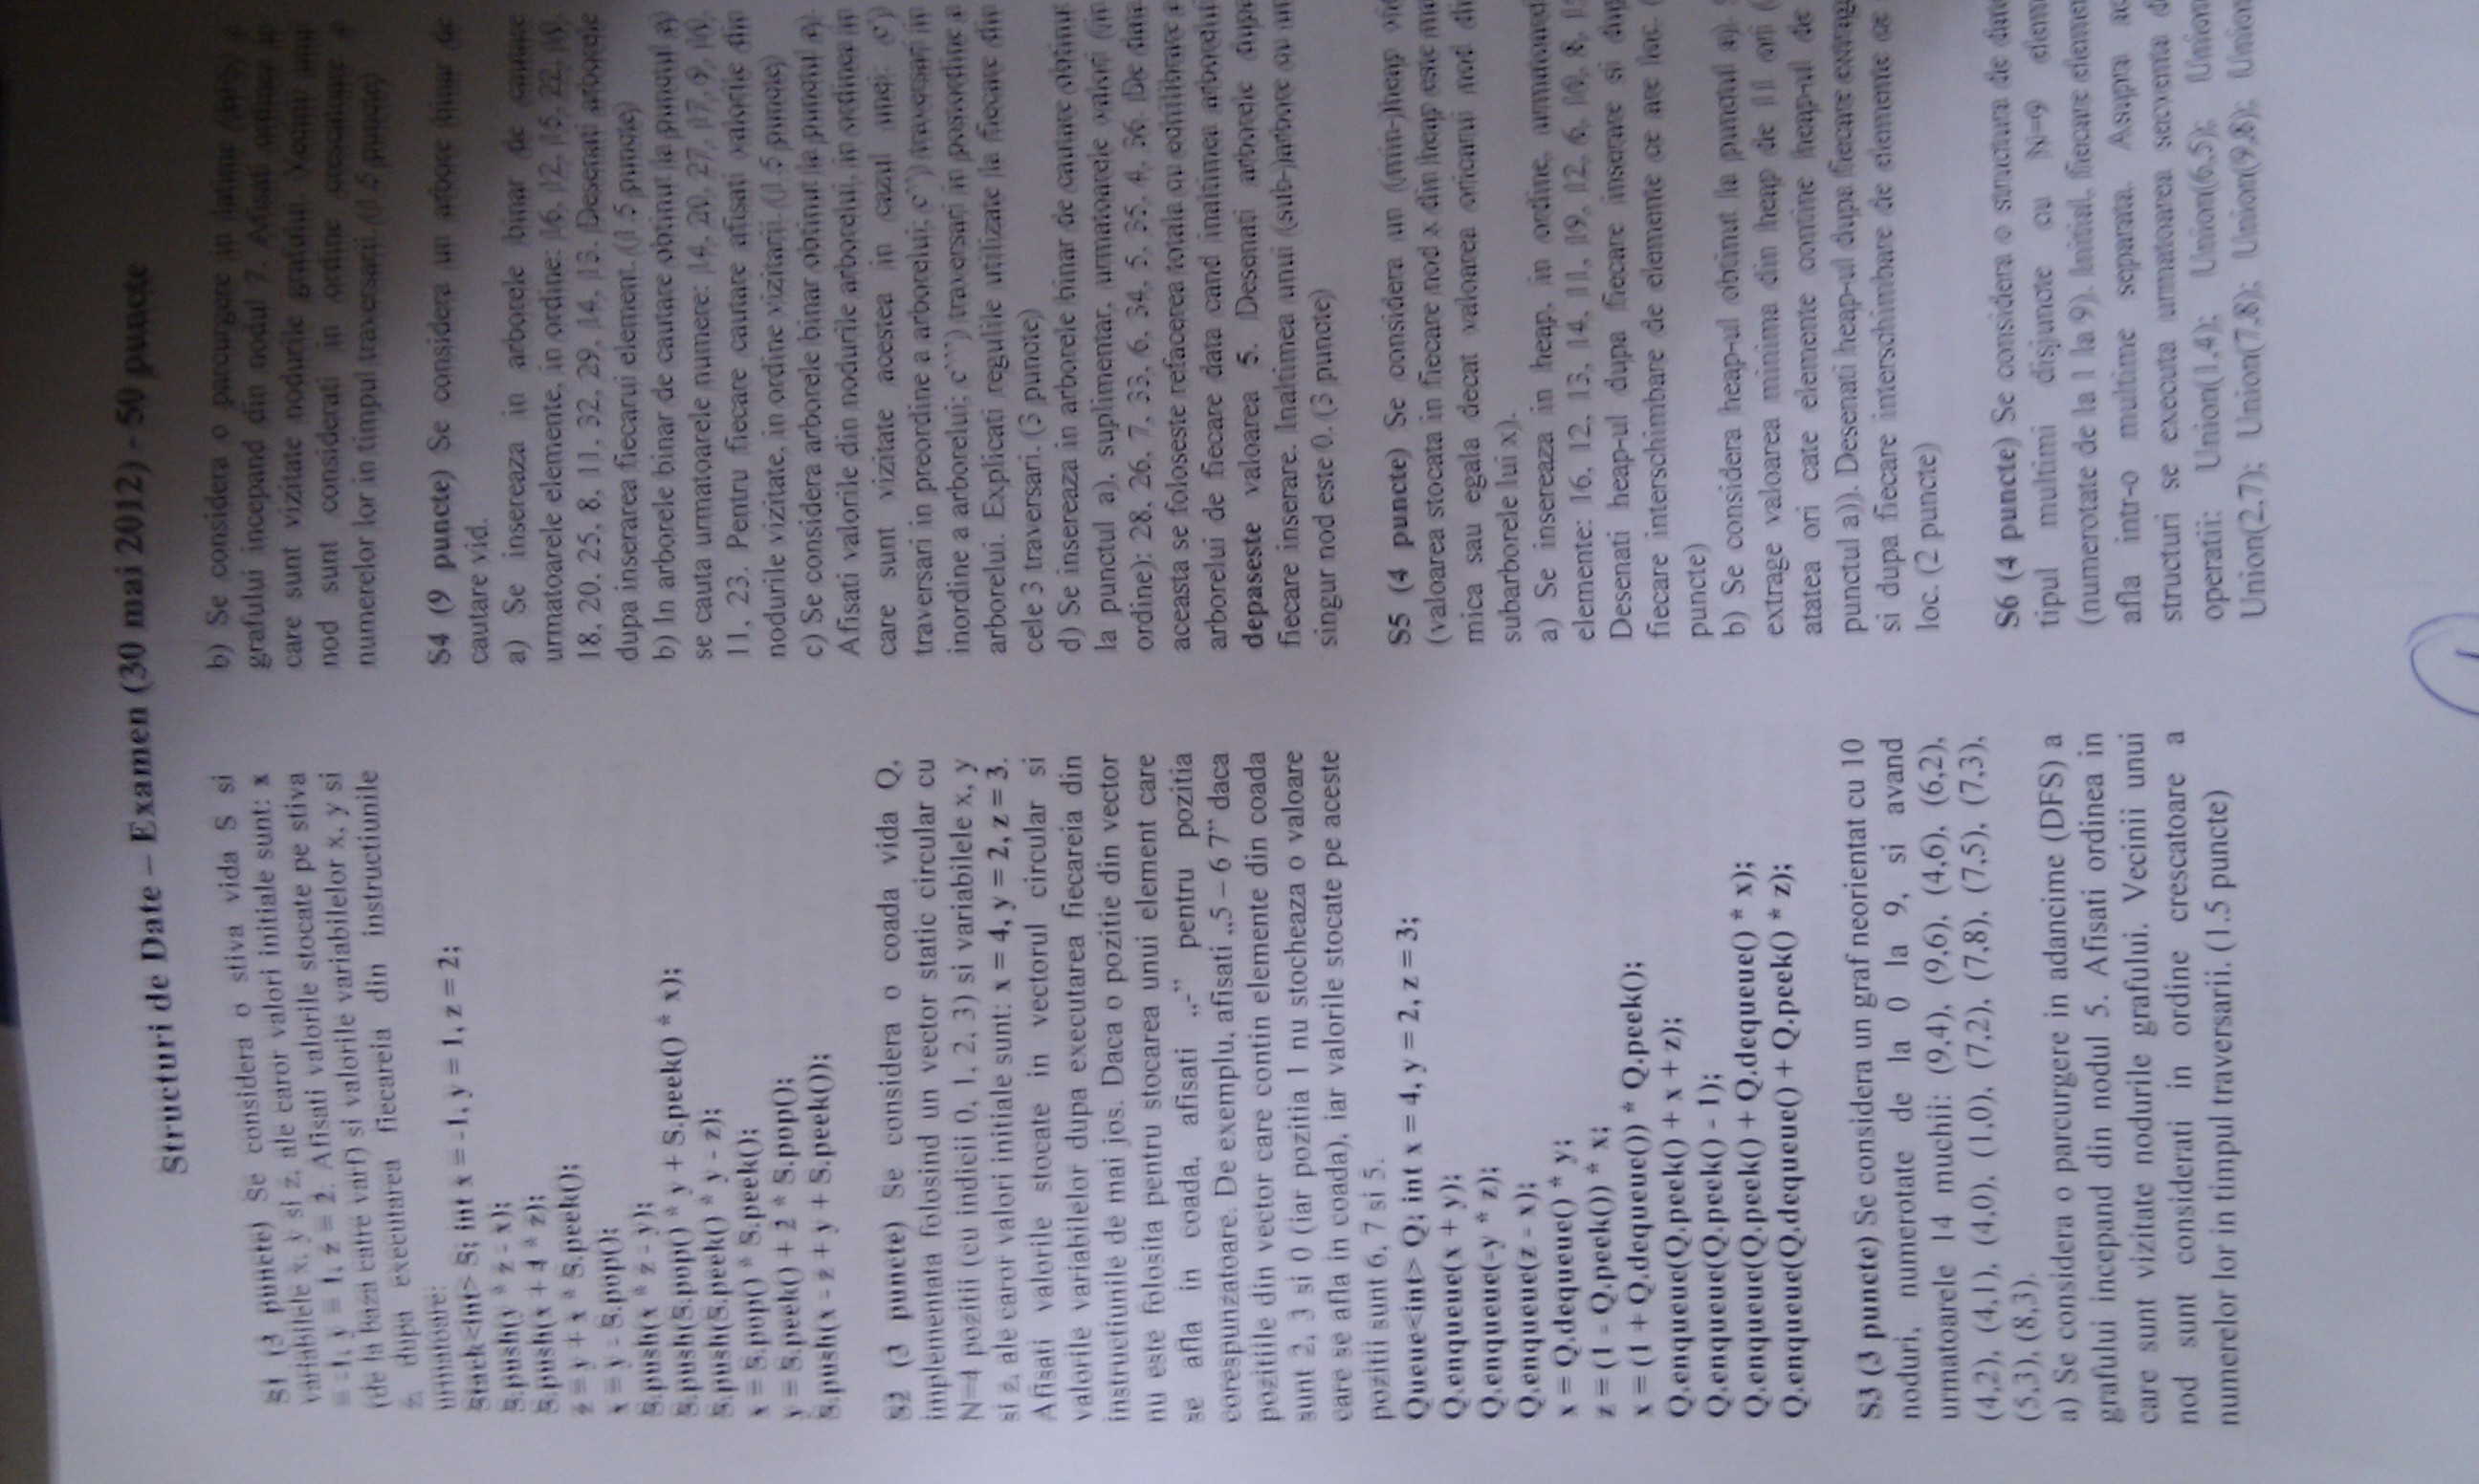 Structuri de Date – Examen (30 mai 2012) - 50 puncte
S1 (3 puncte) Se considera o stiva vida S si
variabilele x, y si z, ale caror valori initiale sunt: x
= -1, y = 1, z = 2. Afisati valorile stocate pe stiva
(de la baza catre varf) si valorile variabilelor x, y si
z, dupa executarea fiecareia din instructiunile
urmatoare:
Stack<int> S; int x = -1, y = 1, z = 2;
S.push(y * z - x);
S.push(x + 4 * z);
z = y + x * S.peek();
x = y - S.pop();
S.push(x * z - y);
S.push(S.pop() * y + S.peek() * x);
S.push(S.peek() * y - z);
x = S.pop() * S.peek();
y = S.peek() + 2 * S.pop();
S.push(x - z + y + S.peek());
S2 (3 puncte) Se considera o coada vida Q,
implementata folosind un vector static circular cu
N=4 pozitii (cu indicii 0, 1, 2, 3) si variabilele x, y
si z, ale caror valori initiale sunt: x = 4, y = 2, z = 3.
Afisati valorile stocate in vectorul circular si
valorile variabilelor dupa executarea fiecareia din
instructiunile de mai jos. Daca o pozitie din vector
nu este folosita pentru stocarea unui element care
se afla in coada, afisati „-” pentru pozitia
corespunzatoare. De exemplu, afisati „5 – 6 7” daca
pozitiile din vector care contin elemente din coada
sunt 2, 3 si 0 (iar pozitia 1 nu stocheaza o valoare
care se afla in coada), iar valorile stocate pe aceste
pozitii sunt 6, 7 si 5.
Queue<int> Q; int x = 4, y = 2, z = 3;
Q.enqueue(x + y);
Q.enqueue(-y * z);
Q.enqueue(z - x);
x = Q.dequeue() * y;
z = (1 - Q.peek()) * x;
x = (1 + Q.dequeue()) * Q.peek();
Q.enqueue(Q.peek() + x + z);
Q.enqueue(Q.peek() - 1);
Q.enqueue(Q.peek() + Q.dequeue() * x);
Q.enqueue(Q.dequeue() + Q.peek() * z);
S3 (3 puncte) Se considera un graf neorientat cu 10
noduri, numerotate de la 0 la 9, si avand
urmatoarele 14 muchii: (9,4), (9,6), (4,6), (6,2),
(4,2), (4,1), (4,0), (1,0), (7,2), (7,8), (7,5), (7,3),
(5,3), (8,3).
a) Se considera o parcurgere in adancime (DFS) a
grafului incepand din nodul 5. Afisati ordinea in
care sunt vizitate nodurile grafului. Vecinii unui
nod sunt considerati in ordine crescatoare a
numerelor lor in timpul traversarii. (1.5 puncte)
b) Se considera o parcurgere in latime (BFS) a
grafului incepand din nodul 7. Afisati ordinea in
care sunt vizitate nodurile grafului. Vecinii unui
nod sunt considerati in ordine crescatoare a
numerelor lor in timpul traversarii. (1.5 puncte)
S4 (9 puncte) Se considera un arbore binar de
cautare vid.
a) Se insereaza in arborele binar de cautare
urmatoarele elemente, in ordine: 16, 12, 15, 22,
18, 20, 25, 8, 11, 32, 29, 14, 13. Desenati arborele
dupa inserarea fiecarui element. (1.5 puncte)
b) In arborele binar de cautare obtinut la punctul a)
se cauta urmatoarele numere: 14, 20, 27, 17, 9,
11, 23. Pentru fiecare cautare afisati valorile din
nodurile vizitate, in ordine vizitarii. (1.5 puncte)
c) Se considera arborele binar obtinut la punctul a).
Afisati valorile din nodurile arborelui, in ordinea in
care sunt vizitate acestea in cazul unei: c')
traversari in preordine a arborelui; c'') traversari in
inordine a arborelui; c''') traversari in postordine a
arborelui. Explicati regulile utilizate la fiecare din
cele 3 traversari. (3 puncte)
d) Se insereaza in arborele binar de cautare obtinut
la punctul a), suplimentar, urmatoarele valori (in
ordine): 28, 26, 7, 33, 6, 34, 5, 35, 4, 36. De data
aceasta se foloseste refacerea totala cu echilibrare a
arborelui de fiecare data cand inaltimea arborelui
depaseste valoarea 5. Desenati arborele dupa
fiecare inserare. Inaltimea unui (sub-)arbore cu un
singur nod este 0. (3 puncte)
S5 (4 puncte) Se considera un (min-)heap
(valoarea stocata in fiecare nod x din heap este
mica sau egala decat valoarea oricarui nod
subarborele lui x).
a) Se insereaza in heap, in ordine,
elemente: 16, 12, 13, 14, 11, 19, 12, 6, 10, 8,
Desenati heap-ul dupa fiecare inserare si
fiecare interschimbare de elemente ce are loc.
puncte)
b) Se considera heap-ul obtinut la punctul a).
extrage valoarea minima din heap de 11 ori
atatea ori cate elemente contine heap-ul de
punctul a)). Desenati heap-ul dupa fiecare
si dupa fiecare interschimbare de elemente ce
loc. (2 puncte)
S6 (4 puncte) Se considera o structura de
tipul multimi disjuncte cu N=9
(numerotate de la 1 la 9). Initial, fiecare
afla intr-o multime separata. Asupra
structuri se executa urmatoarea secventa
operatii: Union(1,4); Union(6,5);
Union(2,7); Union(7,8); Union(9,8);